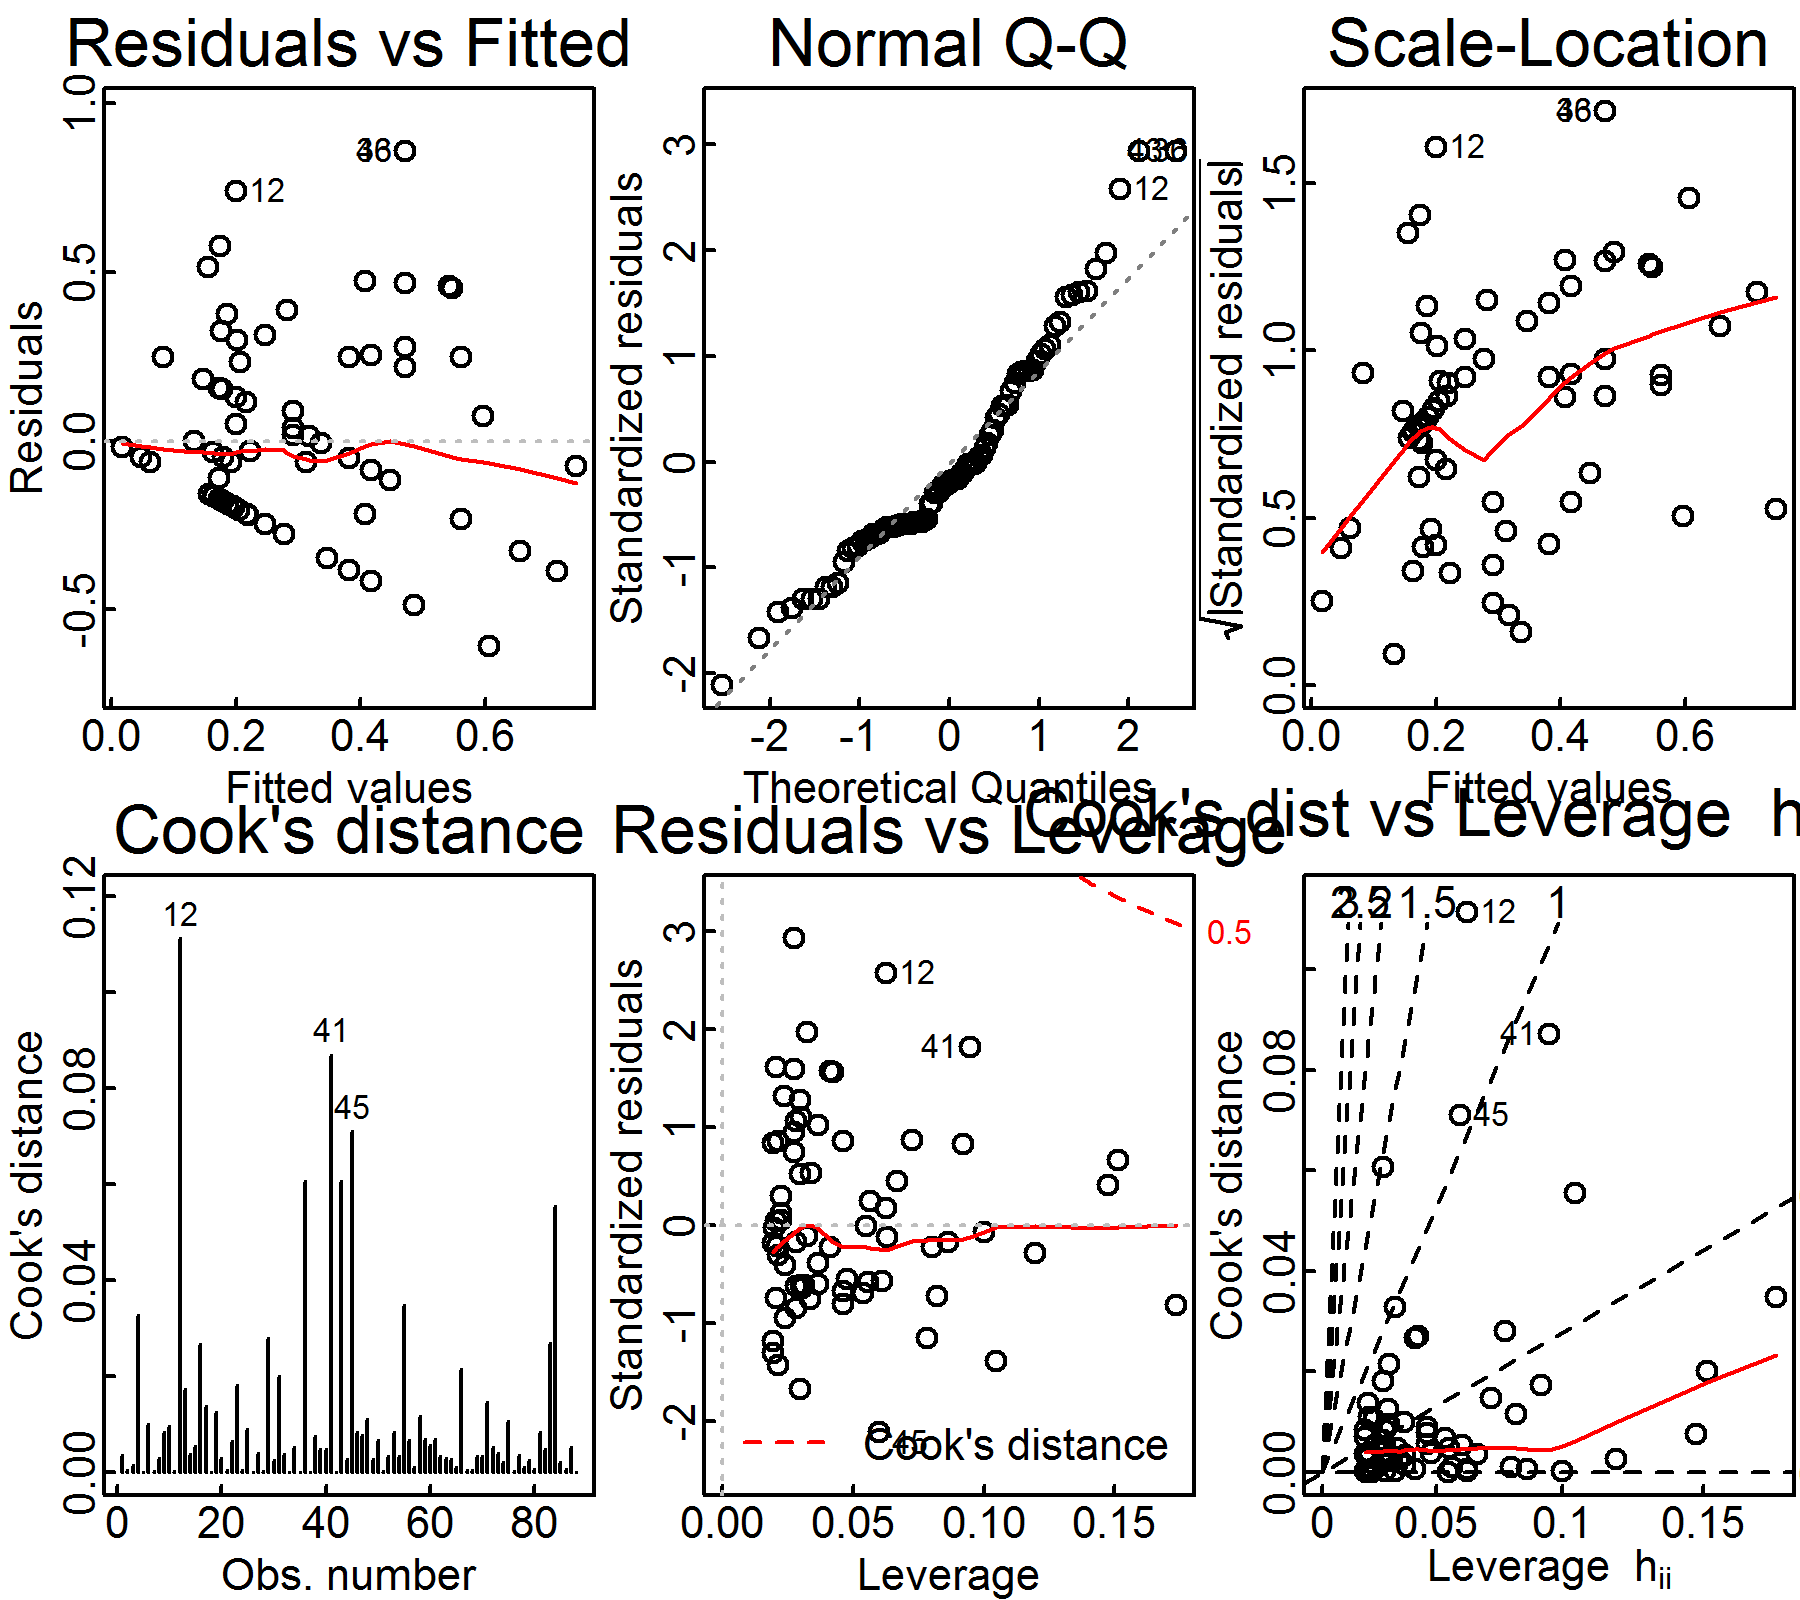 Residuals vs Fitted
Residuals
-0.5 0.0 0.5 1.0
12
0.0 0.2 0.4 0.6
Fitted values
Normal Q-Q
Standardized residuals
-2 -1 0 1 2 3
12
-2 -1 0 1 2
Theoretical Quantiles
Scale-Location
√|Standardized residuals|
0.0 0.5 1.0 1.5
12
0.0 0.2 0.4 0.6
Fitted values
Cook's distance
Cook's distance
0.00 0.04 0.08 0.12
12
41
45
0 20 40 60 80
Obs. number
Residuals vs Leverage
Standardized residuals
-2 -1 0 1 2 3
0.5
12
41
45
Cook's distance
0.00 0.05 0.10 0.15
Leverage
Cook's dist vs Leverage h
Cook's distance
0.00 0.04 0.08
2 1.5 1
12
41
45
0 0.05 0.1 0.15
Leverage hii